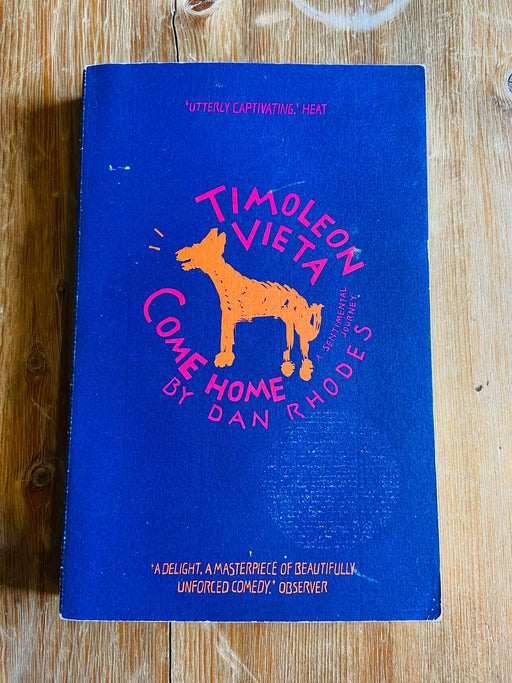 'UTTERLY CAPTIVATING.' HEAT
TIMOLEON
VIETA
COME HOME
A SENTIMENTAL
JOURNEY
BY DAN RHODES
'A DELIGHT, A MASTERPIECE OF BEAUTIFULLY
UNFORCED COMEDY.' OBSERVER